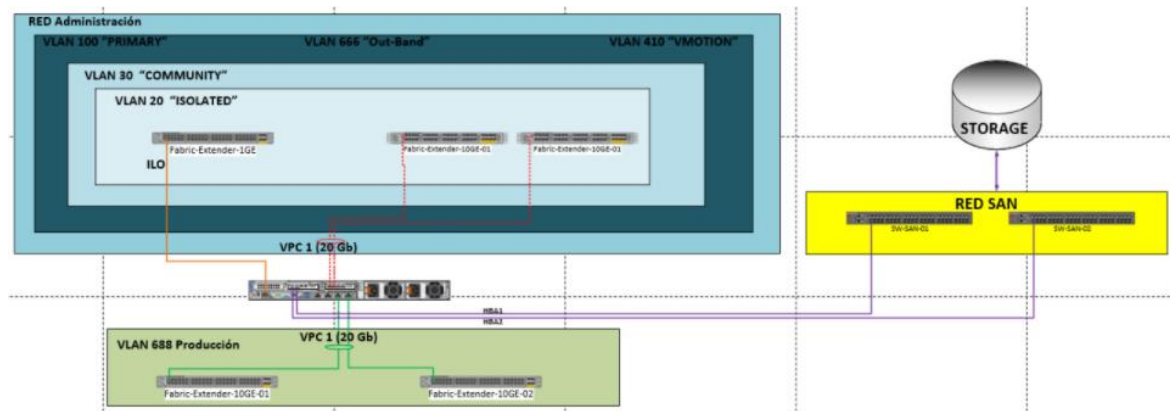 RED Administración
VLAN 100 "PRIMARY" VLAN 666 "Out-Band" VLAN 410 "VMOTION"
VLAN 30 "COMMUNITY"
VLAN 20 "ISOLATED"
Fabric-Extender-1GE
Fabric-Extender-10GE-01
Fabric-Extender-10GE-01
ILO
VPC 1 (20 Gb)
STORAGE
RED SAN
SW-SAN-01
SW-SAN-02
HBA1
HBA2
VPC 1 (20 Gb)
VLAN 688 Producción
Fabric-Extender-10GE-01
Fabric-Extender-10GE-02